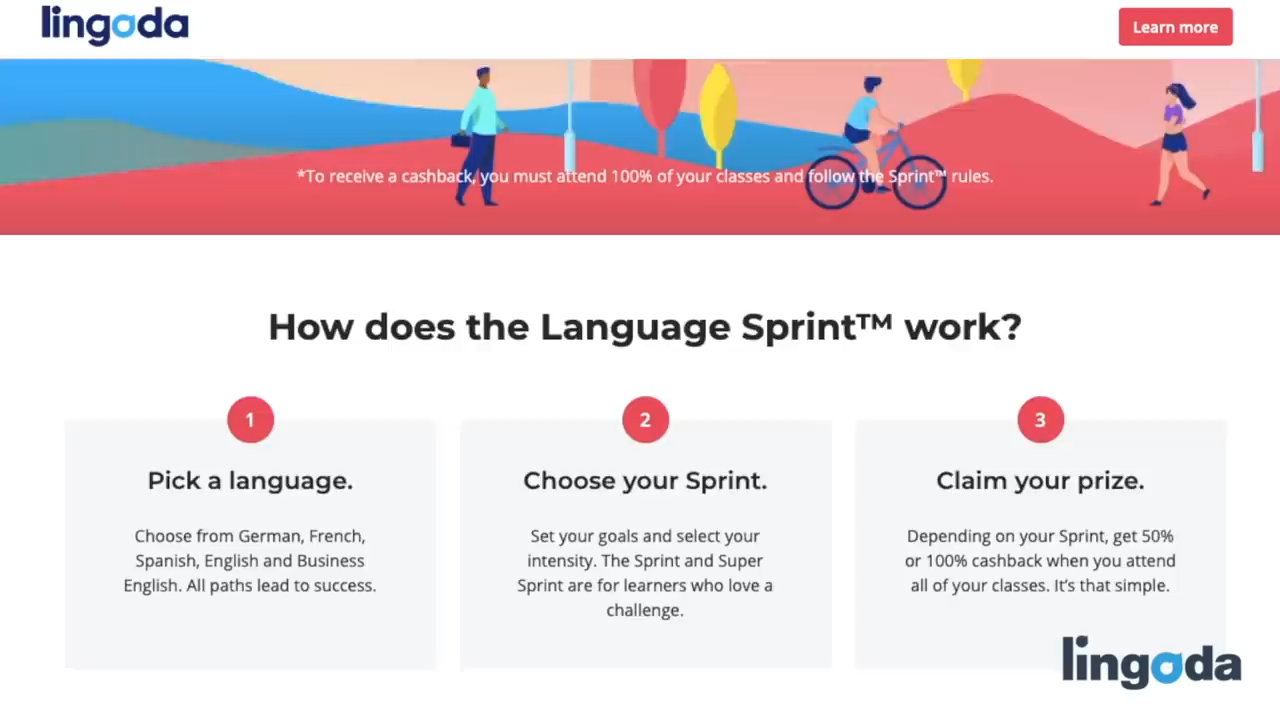 lingoda
Learn more
*To receive a cashback, you must attend 100% of your classes and follow the Sprint™ rules.
How does the Language Sprint™ work?
1
Pick a language.
Choose from German, French,
Spanish, English and Business
English. All paths lead to success.
2
Choose your Sprint.
Set your goals and select your
intensity. The Sprint and Super
Sprint are for learners who love a
challenge.
3
Claim your prize.
Depending on your Sprint, get 50%
or 100% cashback when you attend
all of your classes. It’s that simple.
lingoda